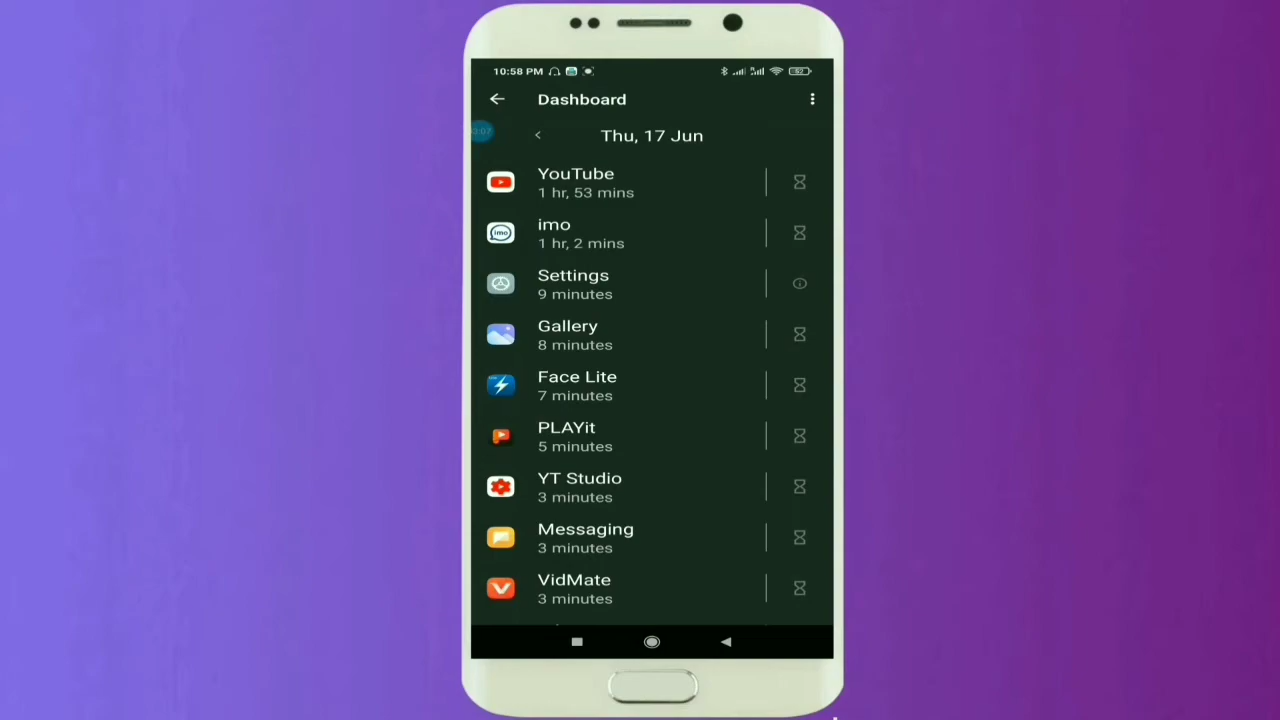 10:58 PM
Dashboard
Thu, 17 Jun
YouTube
1 hr, 53 mins
imo
imo
1 hr, 2 mins
Settings
9 minutes
Gallery
8 minutes
Face Lite
7 minutes
PLAYit
5 minutes
YT Studio
3 minutes
Messaging
3 minutes
VidMate
3 minutes